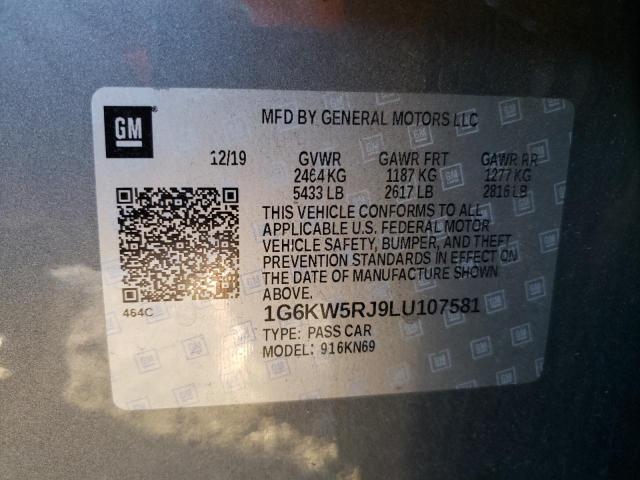 GM
MFD BY GENERAL MOTORS LLC
12/19 GVWR GAWR FRT GAWR RR
2464 KG 1187 KG 1277 KG
5433 LB 2617 LB 2816 LB
THIS VEHICLE CONFORMS TO ALL
APPLICABLE U.S. FEDERAL MOTOR
VEHICLE SAFETY, BUMPER, AND THEFT
PREVENTION STANDARDS IN EFFECT ON
THE DATE OF MANUFACTURE SHOWN
ABOVE.
464C
1G6KW5RJ9LU107581
TYPE: PASS CAR
MODEL: 916KN69